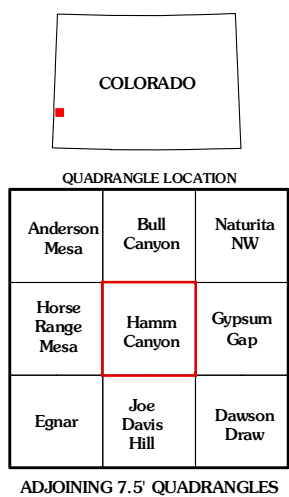 COLORADO
QUADRANGLE LOCATION
Anderson
Mesa
Bull
Canyon
Naturita
NW
Horse
Range
Mesa
Hamm
Canyon
Gypsum
Gap
Egnar
Joe
Davis
Hill
Dawson
Draw
ADJOINING 7.5' QUADRANGLES